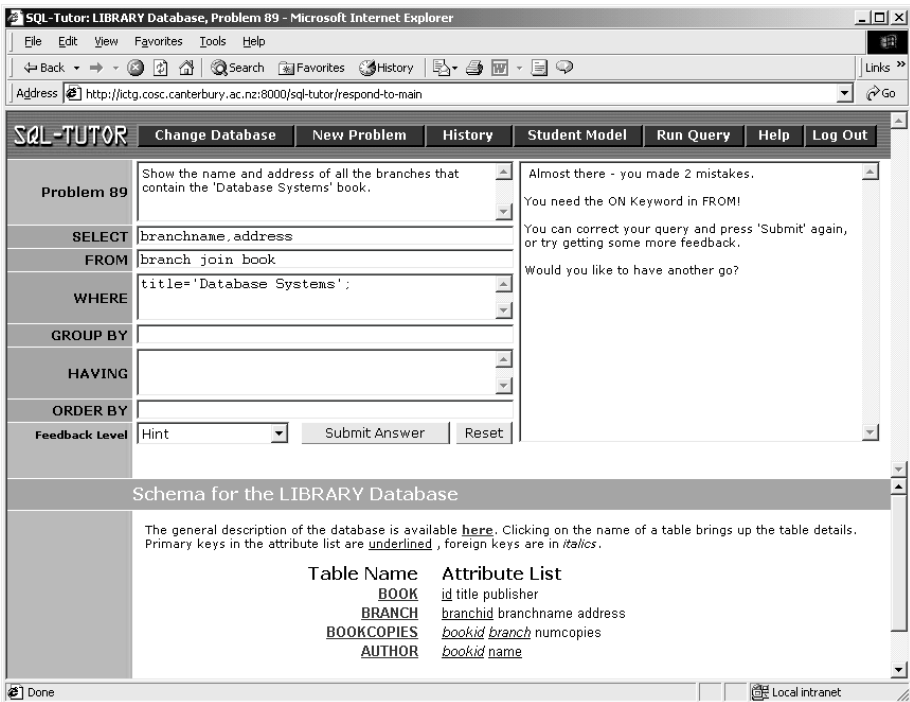 SQL-Tutor: LIBRARY Database, Problem 89 - Microsoft Internet Explorer
File Edit View Favorites Tools Help
Back Search Favorites History Links »
Address http://ictg.cosc.canterbury.ac.nz:8000/sql-tutor/respond-to-main Go
SQL-TUTOR Change Database New Problem History Student Model Run Query Help Log Out
Problem 89
Show the name and address of all the branches that
contain the 'Database Systems' book.
SELECT branchname,address
FROM branch join book
WHERE title='Database Systems';
GROUP BY
HAVING
ORDER BY
Feedback Level Hint Submit Answer Reset
Almost there - you made 2 mistakes.
You need the ON Keyword in FROM!
You can correct your query and press 'Submit' again,
or try getting some more feedback.
Would you like to have another go?
Schema for the LIBRARY Database
The general description of the database is available here. Clicking on the name of a table brings up the table details.
Primary keys in the attribute list are underlined , foreign keys are in italics.
Table Name Attribute List
BOOK id title publisher
BRANCH branchid branchname address
BOOKCOPIES bookid branch numcopies
AUTHOR bookid name
Done Local intranet